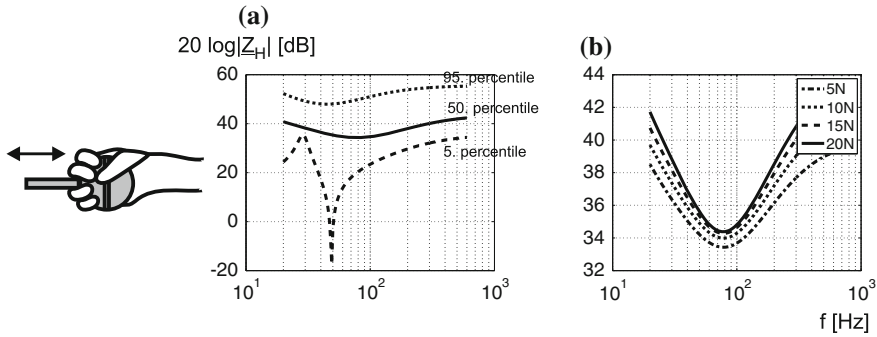 (a)
20 log|Z_H| [dB]
60
40
20
0
-20
95. percentile
50. percentile
5. percentile
10^1
10^2
10^3
(b)
44
42
40
38
36
34
32
5N
10N
15N
20N
10^1
10^2
10^3
f [Hz]